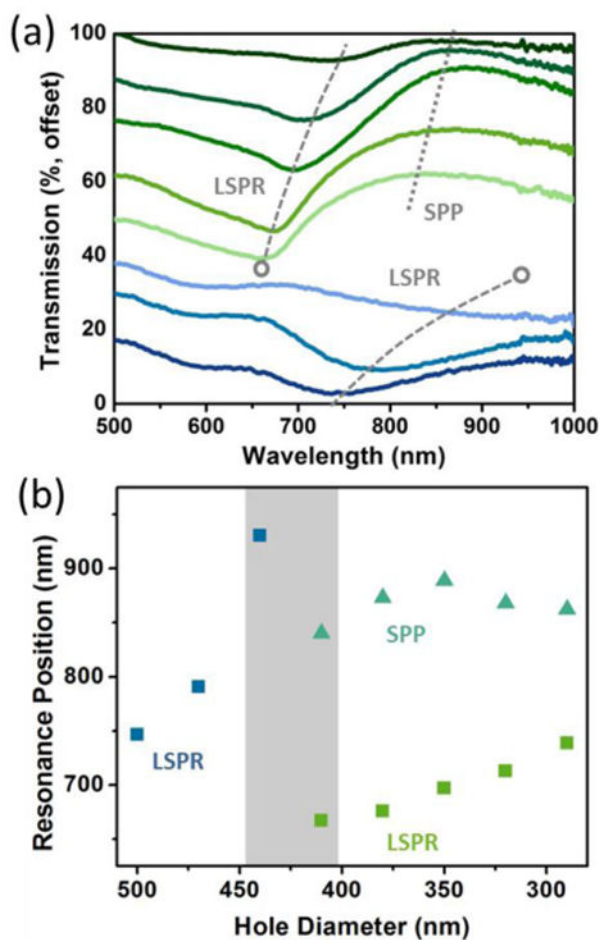 (a)
100
80
60
40
20
0
Transmission (%, offset)
LSPR
SPP
LSPR
500 600 700 800 900 1000
Wavelength (nm)
(b)
900
800
700
Resonance Position (nm)
SPP
LSPR
LSPR
500 450 400 350 300
Hole Diameter (nm)